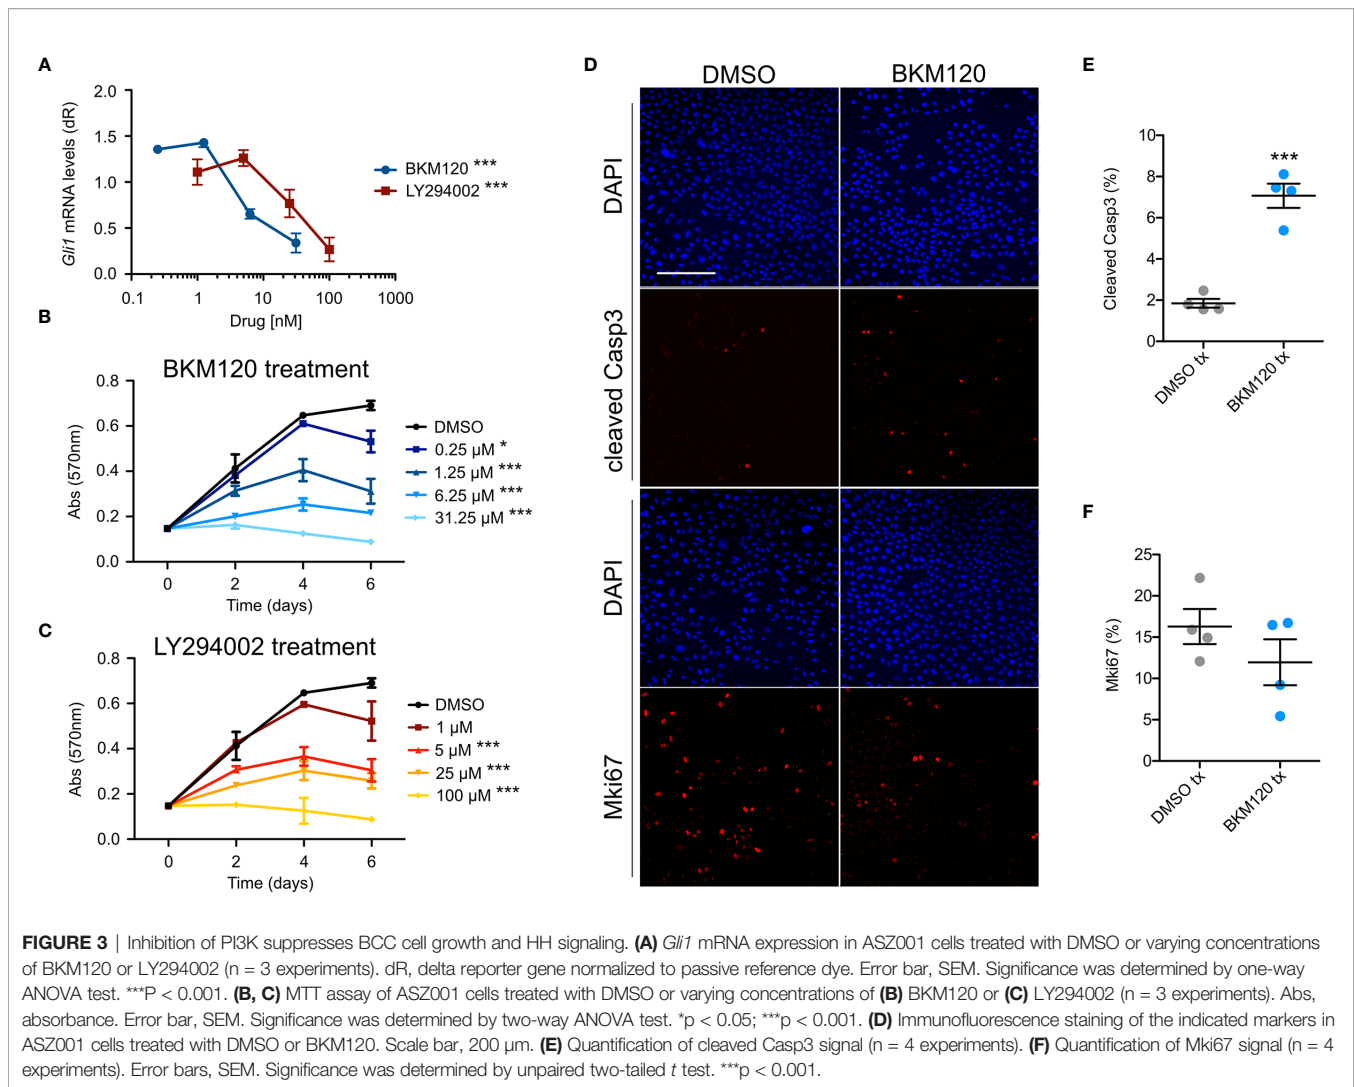 A
2.0
1.5
1.0
0.5
0.0
Gli1 mRNA levels (dR)
0.1
1
10
100
1000
Drug [nM]
BKM120 ***
LY294002 ***
B
BKM120 treatment
0.8
0.6
0.4
0.2
0.0
Abs (570nm)
0
2
4
6
Time (days)
DMSO
0.25 µM *
1.25 µM ***
6.25 µM ***
31.25 µM ***
C
LY294002 treatment
0.8
0.6
0.4
0.2
0.0
Abs (570nm)
0
2
4
6
Time (days)
DMSO
1 µM
5 µM ***
25 µM ***
100 µM ***
D
DMSO
BKM120
DAPI
cleaved Casp3
DAPI
Mki67
E
10
8
6
4
2
0
Cleaved Casp3 (%)
***
DMSO tx
BKM120 tx
F
25
20
15
10
5
0
Mki67 (%)
DMSO tx
BKM120 tx
FIGURE 3 | Inhibition of PI3K suppresses BCC cell growth and HH signaling. (A) Gli1 mRNA expression in ASZ001 cells treated with DMSO or varying concentrations
of BKM120 or LY294002 (n = 3 experiments). dR, delta reporter gene normalized to passive reference dye. Error bar, SEM. Significance was determined by one-way
ANOVA test. ***P < 0.001. (B, C) MTT assay of ASZ001 cells treated with DMSO or varying concentrations of (B) BKM120 or (C) LY294002 (n = 3 experiments). Abs,
absorbance. Error bar, SEM. Significance was determined by two-way ANOVA test. *p < 0.05; ***p < 0.001. (D) Immunofluorescence staining of the indicated markers in
ASZ001 cells treated with DMSO or BKM120. Scale bar, 200 µm. (E) Quantification of cleaved Casp3 signal (n = 4 experiments). (F) Quantification of Mki67 signal (n = 4
experiments). Error bars, SEM. Significance was determined by unpaired two-tailed t test. ***p < 0.001.